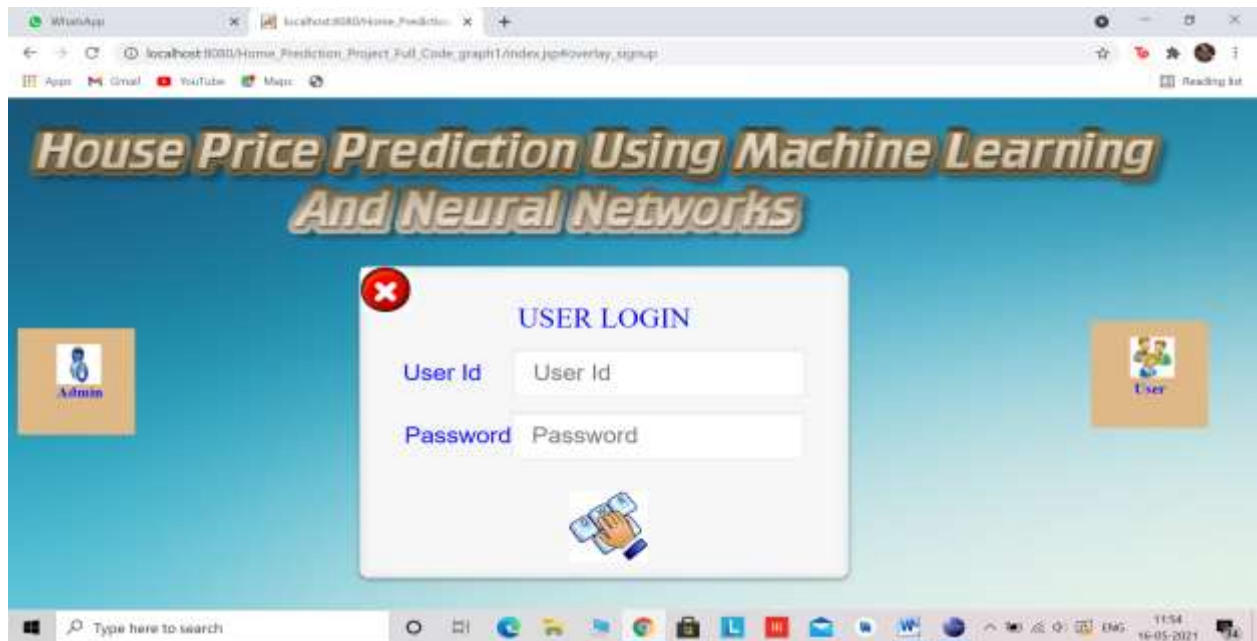 WhatsApp
localhost:8080/Home_Prediction
localhost:8080/Home_Prediction_Project_Full_Code_graph1/index.jsp#overlay_signup
Apps Gmail YouTube Maps
Reading list
House Price Prediction Using Machine Learning
And Neural Networks
USER LOGIN
Admin
User
User Id User Id
Password Password
Type here to search
ENG
11:54
16-05-2021